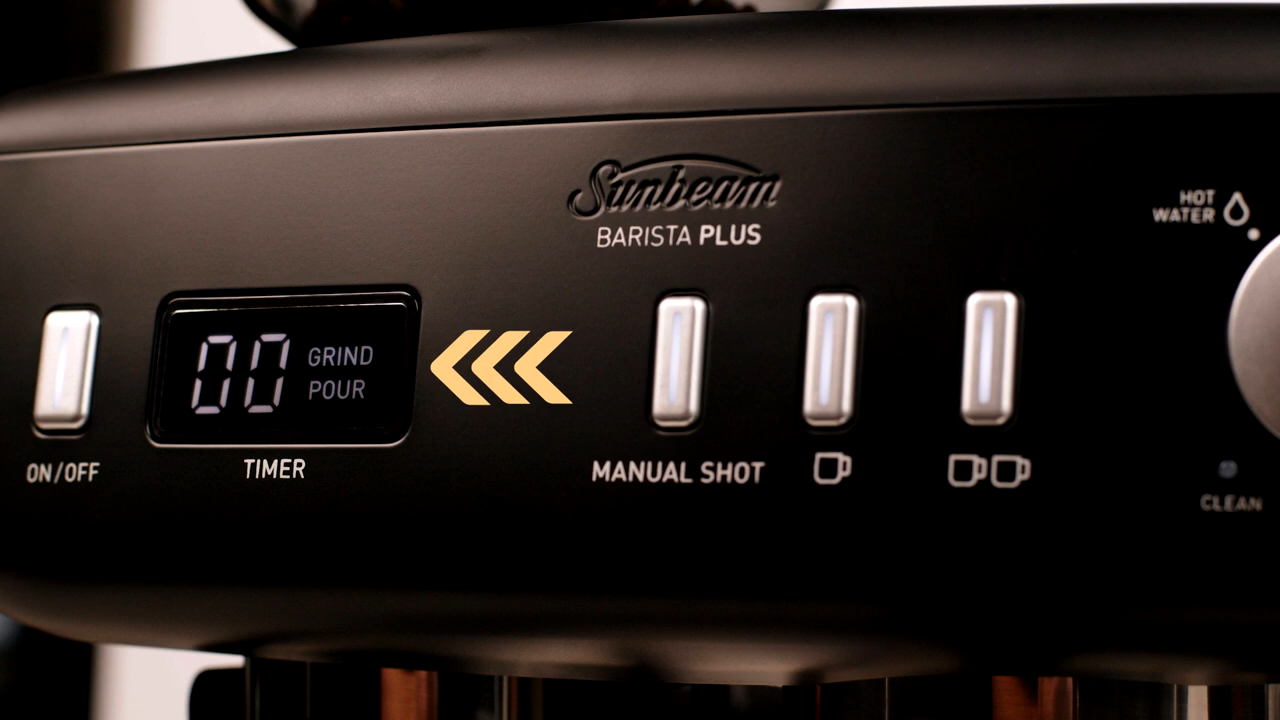 Sunbeam
BARISTA PLUS
HOT
WATER
00
GRIND
POUR
ON/OFF
TIMER
MANUAL SHOT
CLEAN